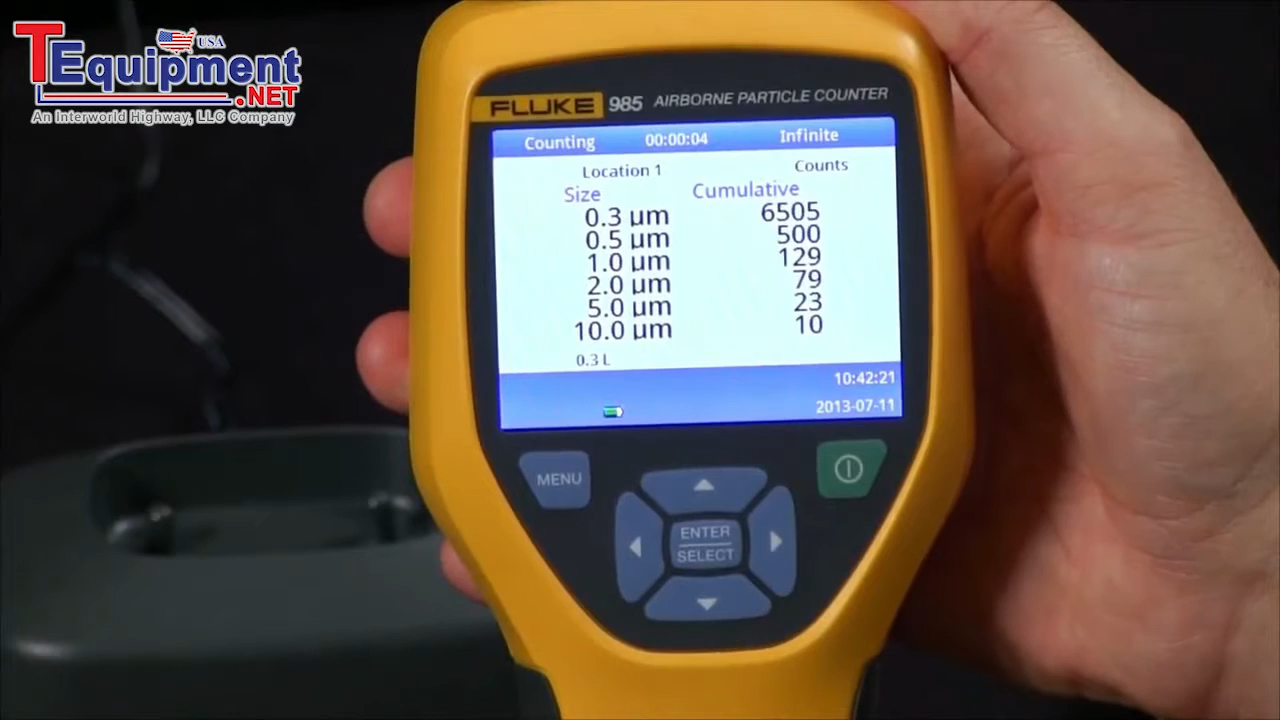 TEquipment USA
.NET
An Interworld Highway, LLC Company
FLUKE 985 AIRBORNE PARTICLE COUNTER
Counting 00:00:04 Infinite
Location 1 Counts
Size Cumulative
0.3 µm 6505
0.5 µm 500
1.0 µm 129
2.0 µm 79
5.0 µm 23
10.0 µm 10
0.3 L
10:42:21
2013-07-11
MENU
ENTER
SELECT